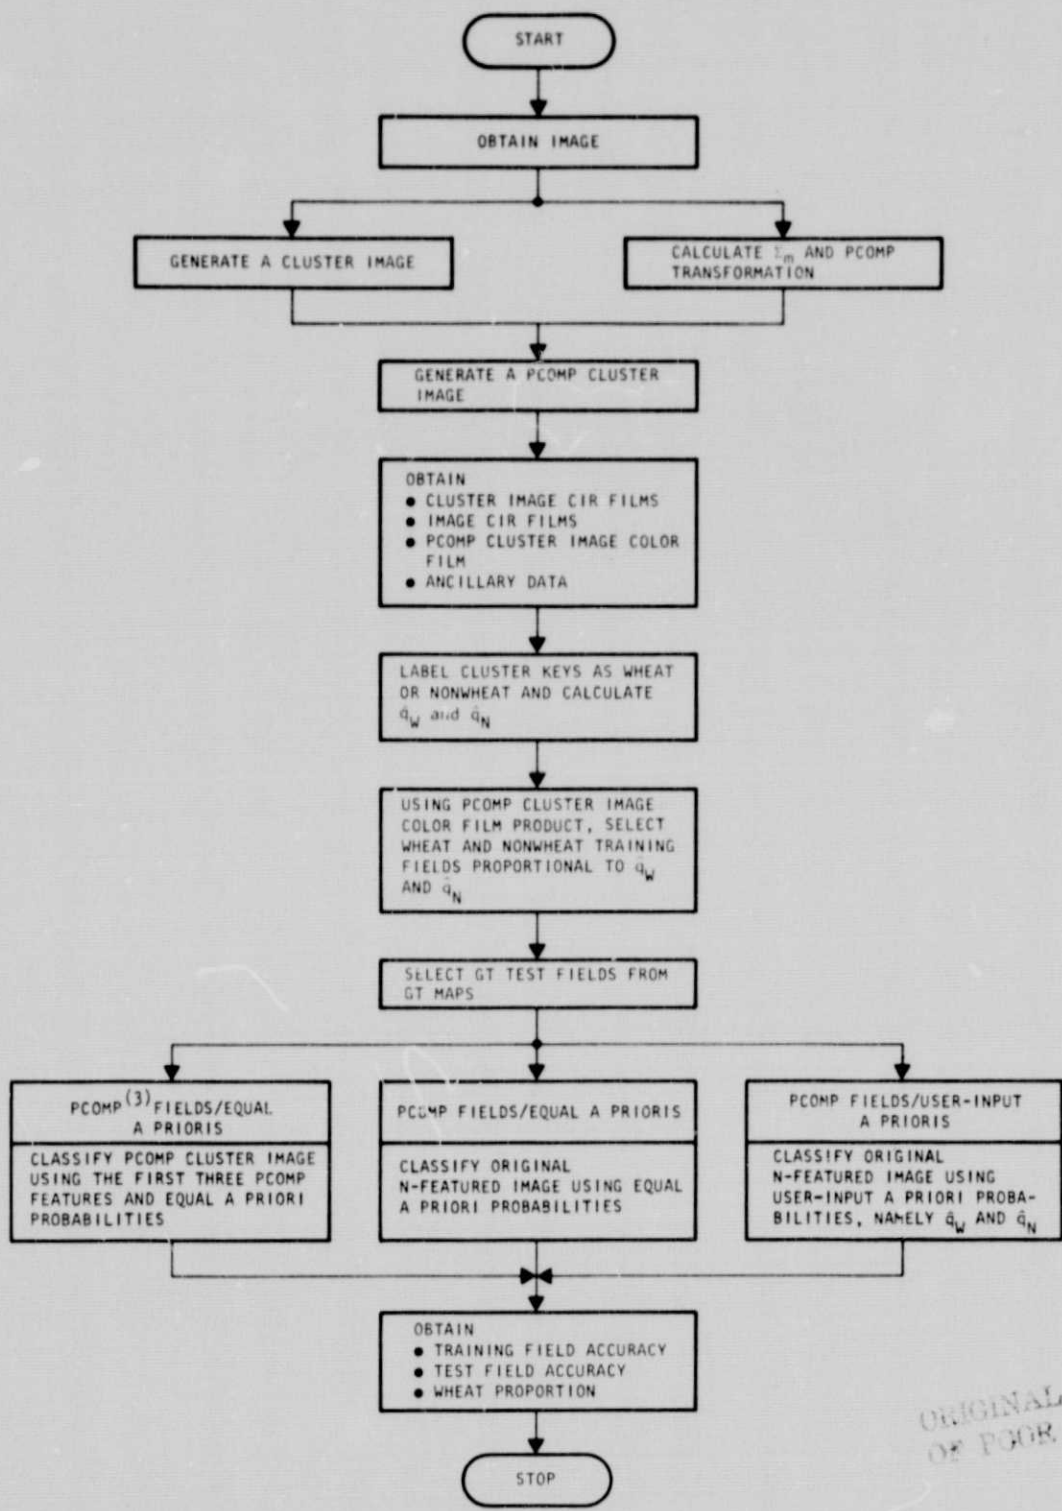 START
OBTAIN IMAGE
GENERATE A CLUSTER IMAGE
CALCULATE Σm AND PCOMP
TRANSFORMATION
GENERATE A PCOMP CLUSTER
IMAGE
OBTAIN
● CLUSTER IMAGE CIR FILMS
● IMAGE CIR FILMS
● PCOMP CLUSTER IMAGE COLOR
FILM
● ANCILLARY DATA
LABEL CLUSTER KEYS AS WHEAT
OR NONWHEAT AND CALCULATE
q̂W and q̂N
USING PCOMP CLUSTER IMAGE
COLOR FILM PRODUCT, SELECT
WHEAT AND NONWHEAT TRAINING
FIELDS PROPORTIONAL TO q̂W
AND q̂N
SELECT GT TEST FIELDS FROM
GT MAPS
PCOMP(3) FIELDS/EQUAL
A PRIORIS
CLASSIFY PCOMP CLUSTER IMAGE
USING THE FIRST THREE PCOMP
FEATURES AND EQUAL A PRIORI
PROBABILITIES
PCOMP FIELDS/EQUAL A PRIORIS
CLASSIFY ORIGINAL
N-FEATURED IMAGE USING EQUAL
A PRIORI PROBABILITIES
PCOMP FIELDS/USER-INPUT
A PRIORIS
CLASSIFY ORIGINAL
N-FEATURED IMAGE USING
USER-INPUT A PRIORI PROBA-
BILITIES, NAMELY q̂W AND q̂N
OBTAIN
● TRAINING FIELD ACCURACY
● TEST FIELD ACCURACY
● WHEAT PROPORTION
STOP
ORIGINAL
OF POOR